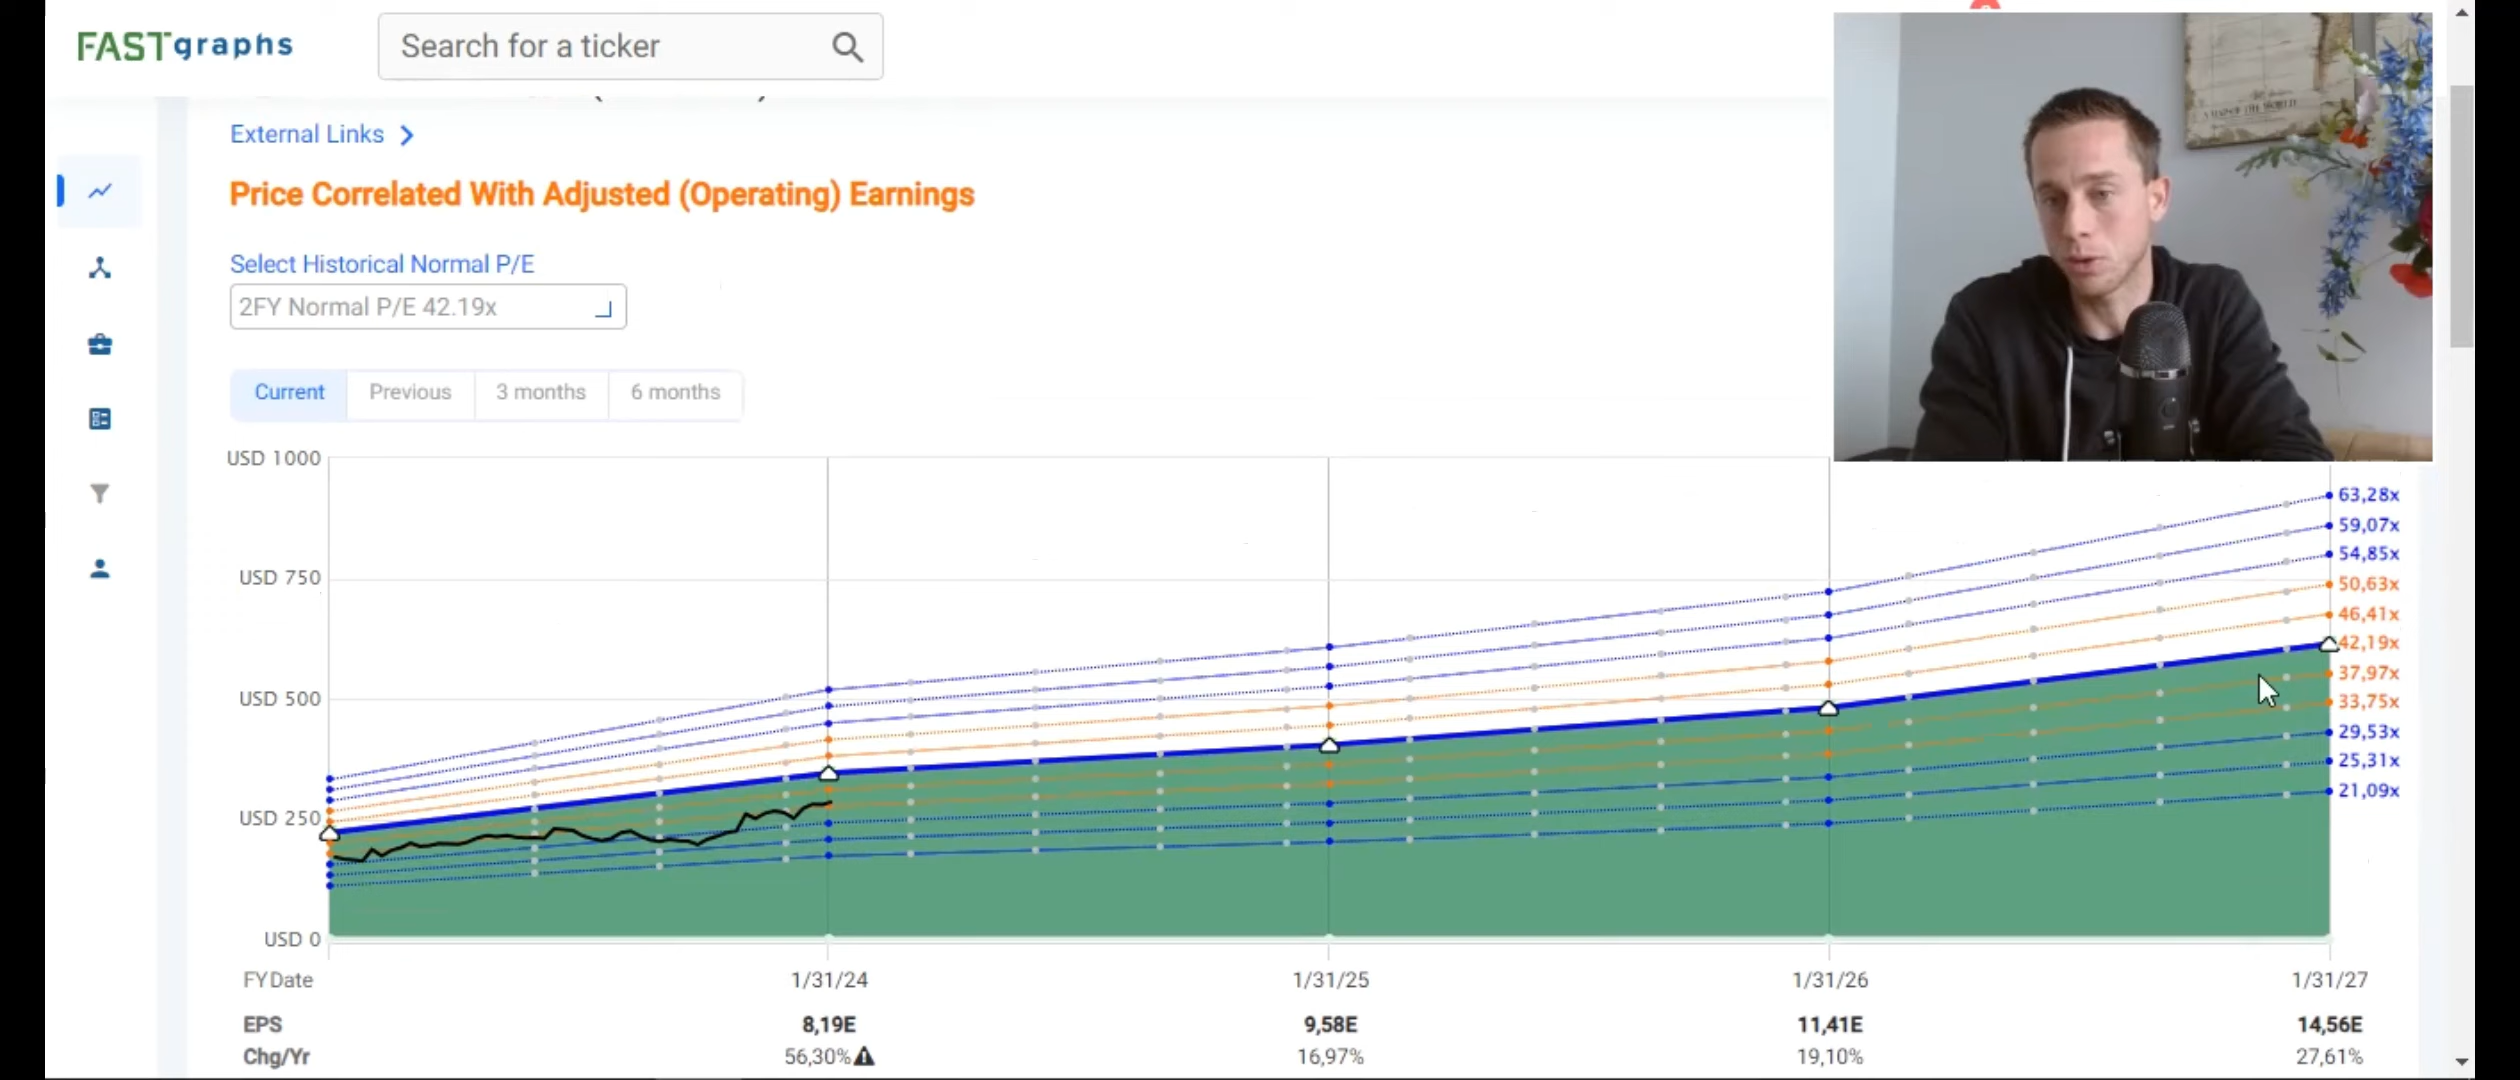 FASTgraphs
Search for a ticker
External Links
Price Correlated With Adjusted (Operating) Earnings
Select Historical Normal P/E
2FY Normal P/E 42.19x
Current Previous 3 months 6 months
USD 1000
USD 750
USD 500
USD 250
USD 0
63,28x
59,07x
54,85x
50,63x
46,41x
42,19x
37,97x
33,75x
29,53x
25,31x
21,09x
FY Date 1/31/24 1/31/25 1/31/26 1/31/27
EPS 8,19E 9,58E 11,41E 14,56E
Chg/Yr 56,30% 16,97% 19,10% 27,61%